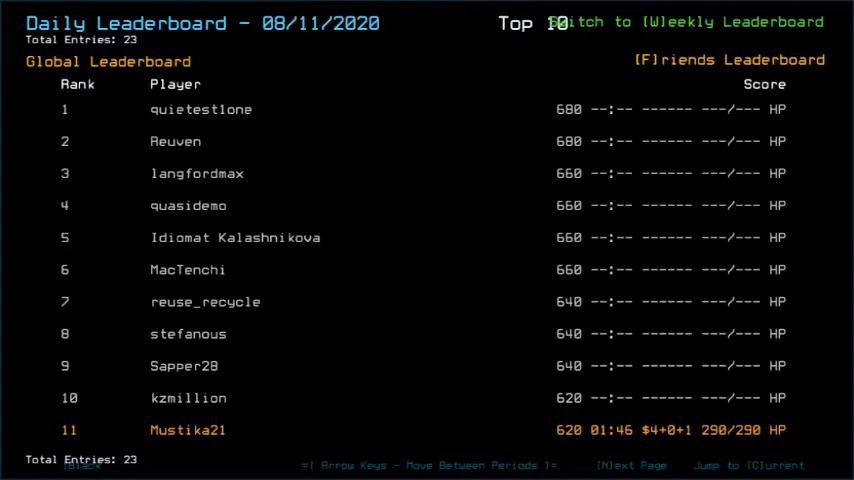 Daily Leaderboard - 08/11/2020 Top 10 Switch to [W]eekly Leaderboard
Total Entries: 23
Global Leaderboard [F]riends Leaderboard
Rank Player Score
1 quietest1one 680 --:-- ------ ---/--- HP
2 Reuven 680 --:-- ------ ---/--- HP
3 langfordmax 660 --:-- ------ ---/--- HP
4 quasidemo 660 --:-- ------ ---/--- HP
5 Idiomat Kalashnikova 660 --:-- ------ ---/--- HP
6 MacTenchi 660 --:-- ------ ---/--- HP
7 reuse_recycle 640 --:-- ------ ---/--- HP
8 stefanous 640 --:-- ------ ---/--- HP
9 Sapper28 640 --:-- ------ ---/--- HP
10 kzmillion 620 --:-- ------ ---/--- HP
11 Mustika21 620 01:46 $4+0+1 290/290 HP
Total Entries: 23
[B]ack =[ Arrow Keys - Move Between Periods ]= [N]ext Page Jump to [C]urrent